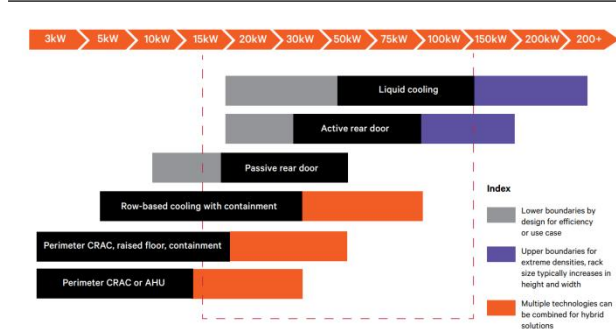 3kW 5kW 10kW 15kW 20kW 30kW 50kW 75kW 100kW 150kW 200kW 200+
Liquid cooling
Active rear door
Passive rear door
Row-based cooling with containment
Perimeter CRAC, raised floor, containment
Perimeter CRAC or AHU
Index
Lower boundaries by
design for efficiency
or use case
Upper boundaries for
extreme densities, rack
size typically increases in
height and width
Multiple technologies can
be combined for hybrid
solutions